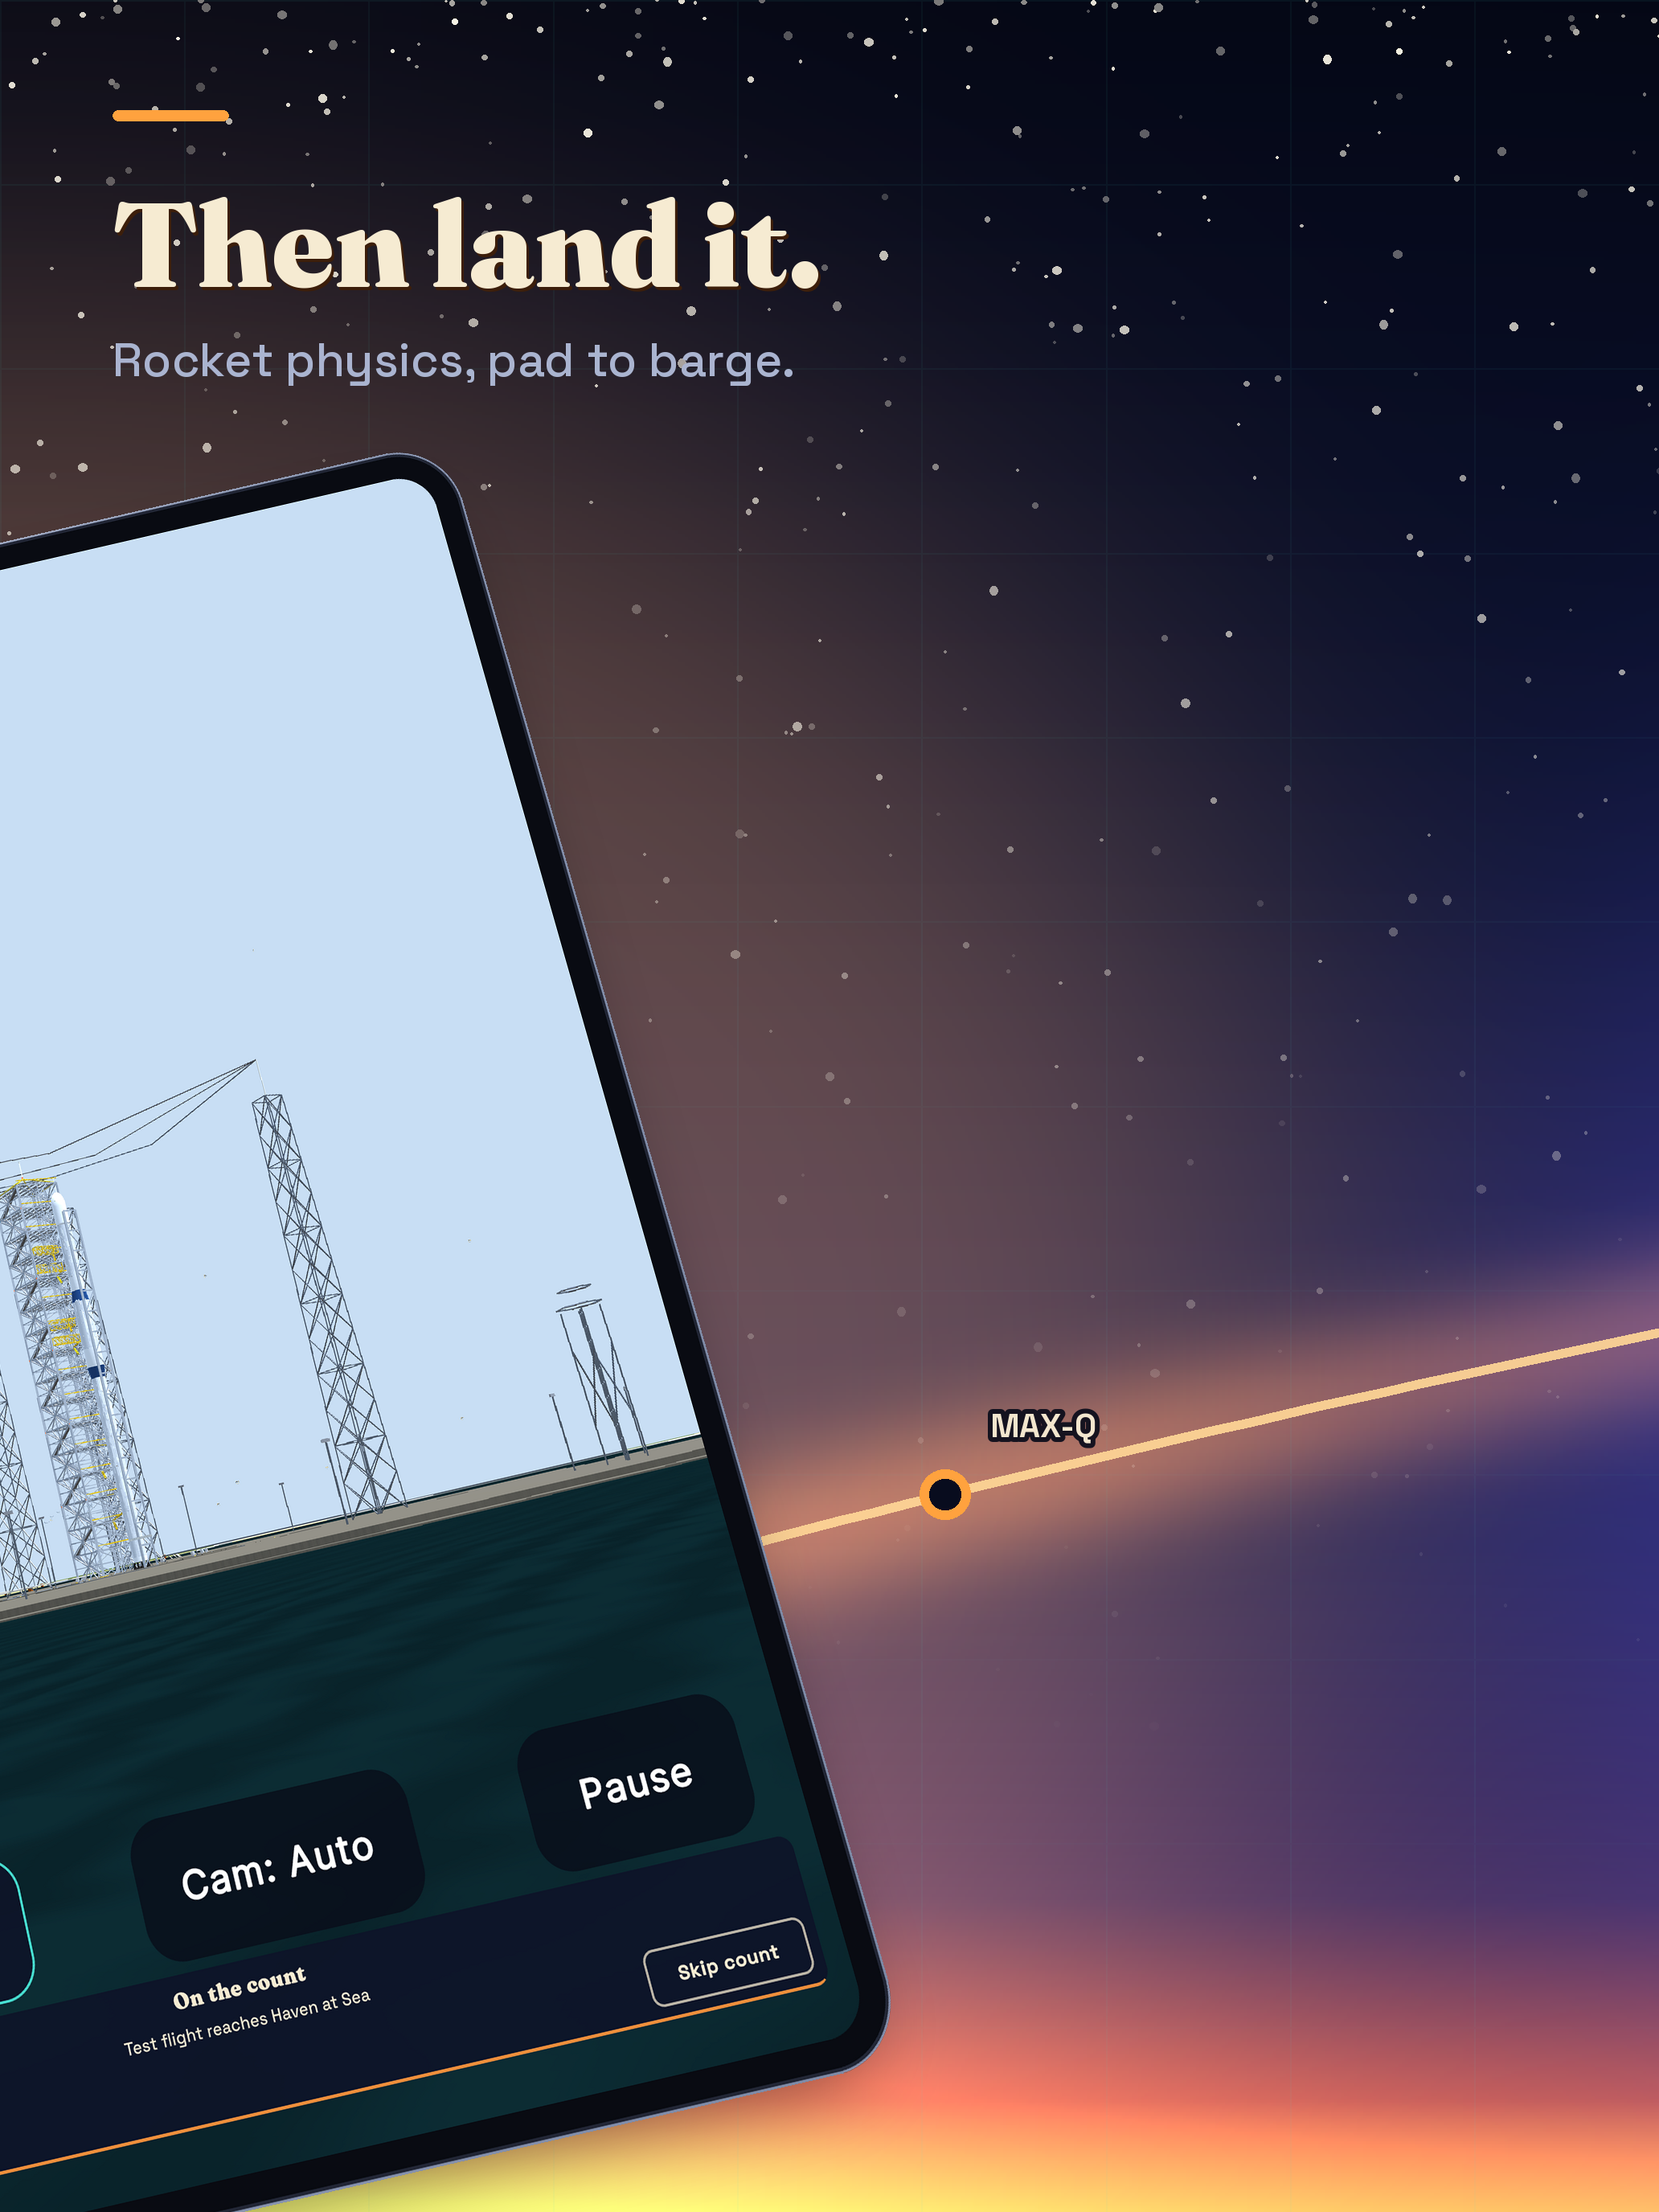 Then land it.
Rocket physics, pad to barge.
MAX-Q
Pause
Cam: Auto
On the count
Test flight reaches Haven at Sea
Skip count